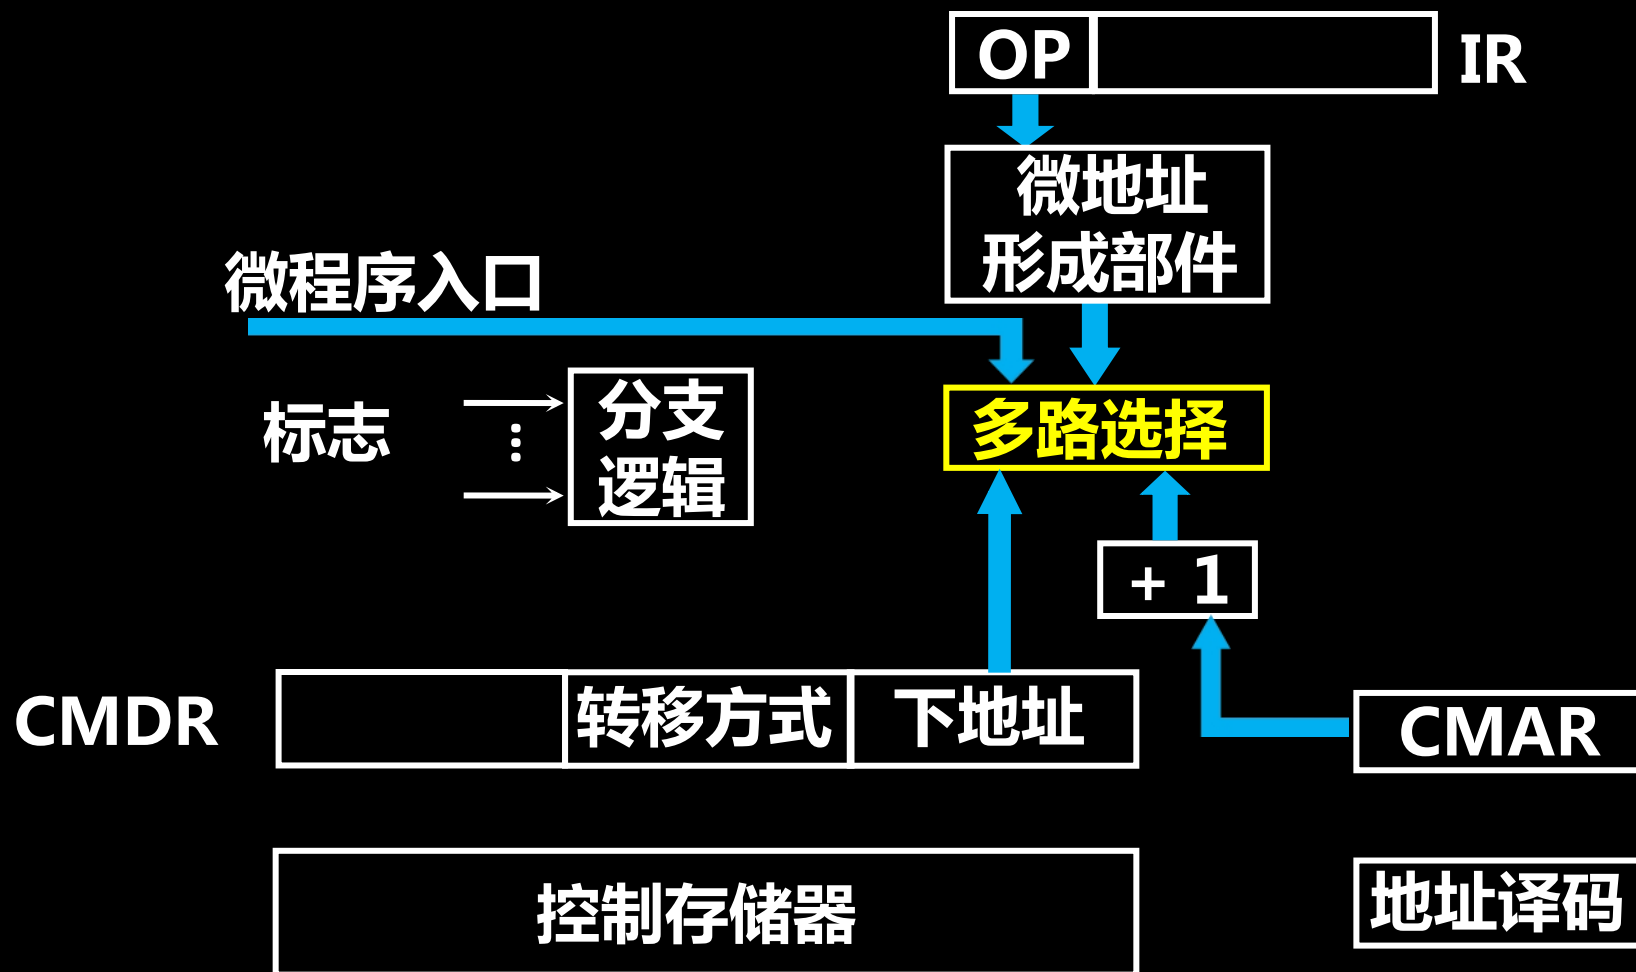 OP
IR
微地址
形成部件
微程序入口
标志
⋮
分支
逻辑
多路选择
+ 1
CMDR
转移方式
下地址
CMAR
控制存储器
地址译码